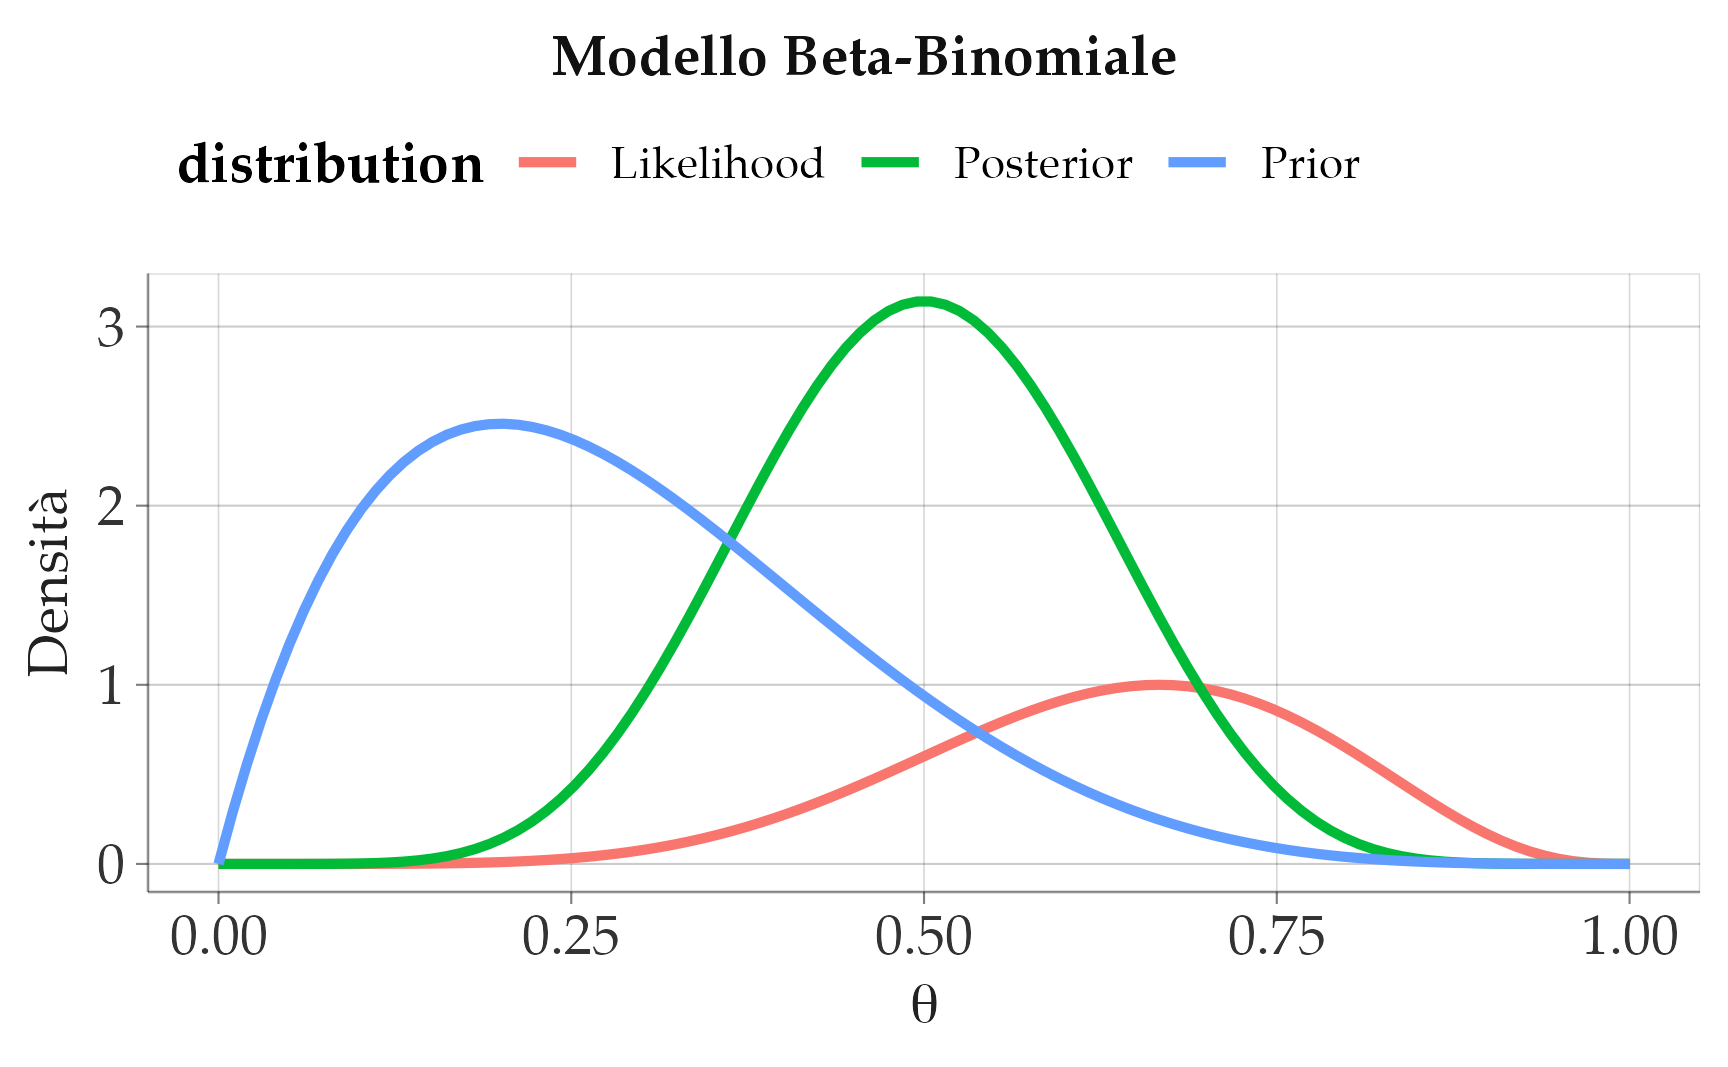 Modello Beta-Binomiale
distribution Likelihood Posterior Prior
Densità
3
2
1
0
0.00 0.25 0.50 0.75 1.00
θ